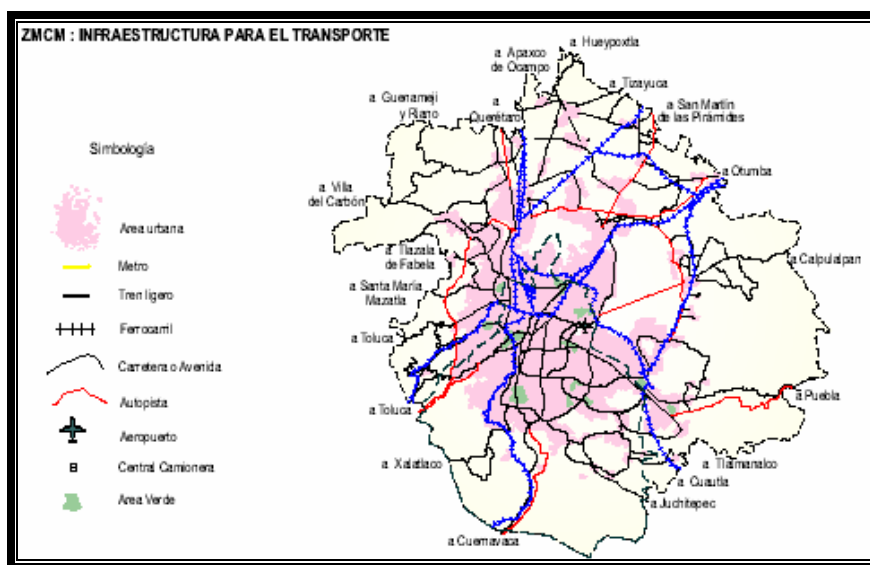 ZMCM : INFRAESTRUCTURA PARA EL TRANSPORTE
a Hueypoxtla
a Apaxco
de Ocampo
a Tizayuca
a Guenameji
y Riano
a
Querétaro
a San Martín
de las Pirámides
Simbología
a Otumba
a Villa
del Carbón
Area urbana
a Tlazala
de Fabela
a Calpulalpan
Metro
a Santa María
Mazatla
Tren ligero
Ferrocarril
a Toluca
Carretera o Avenida
a Puebla
Autopista
a Toluca
Aeropuerto
a
Xalatlaco
Central Camionera
a Tlalmanalco
a Cuautla
Area Verde
a Juchitepec
a Cuernavaca